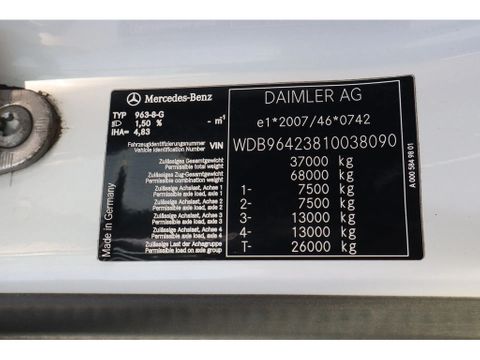 Mercedes-Benz
TYP 963-8-G
1,50 % - m⁻¹
IHA= 4,83
Fahrzeugidentifizierungsnummer
Vehicle Identification Number VIN
Zulässiges Gesamtgewicht
Permissible weight
Zulässiges Gesamtzuggewicht
Permissible combination weight
Zulässige Achslast, Achse 1
Permissible axle load, axle 1
Zulässige Achslast, Achse 2
Permissible axle load, axle 2
Zulässige Achslast, Achse 3
Permissible axle load, axle 3
Zulässige Achslast, Achse 4
Permissible axle load, axle 4
Zulässige Last der Achsgruppe
Permissible load on axle group
Made in Germany
DAIMLER AG
e1*2007/46*0742
WDB96423810038090
37000 kg
68000 kg
1- 7500 kg
2- 7500 kg
3- 13000 kg
4- 13000 kg
T- 26000 kg
A 000 584 98 01